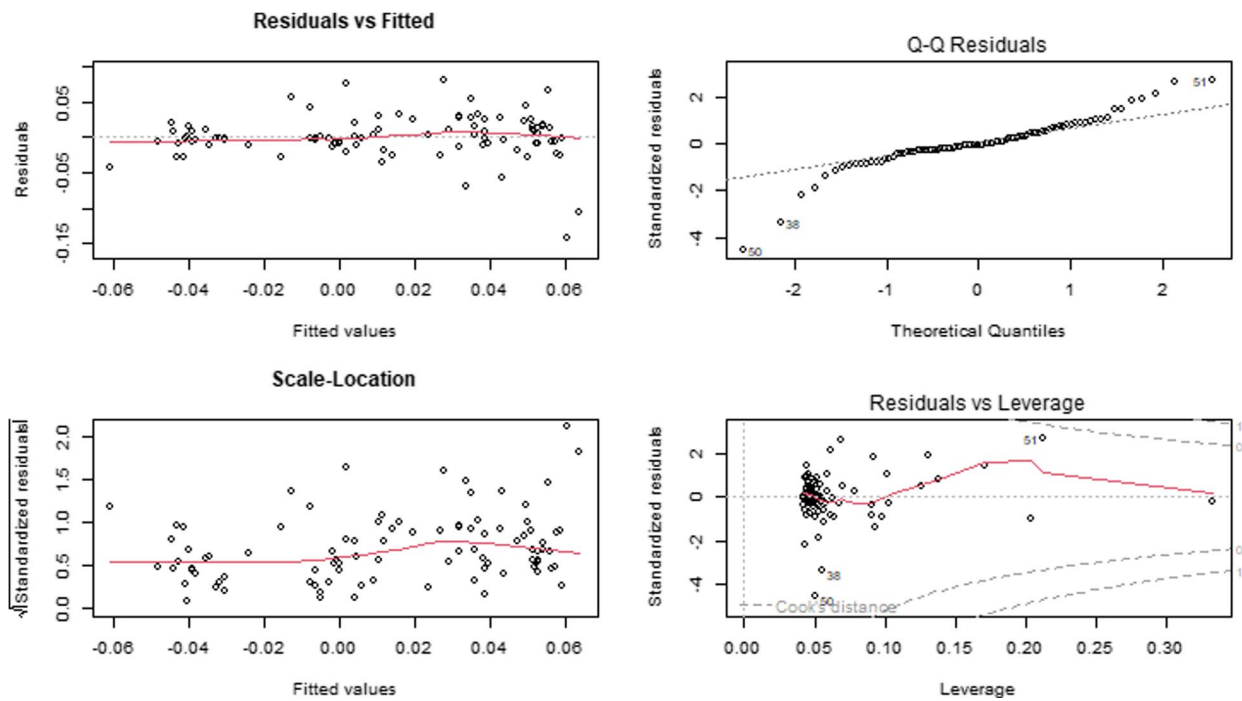 Residuals vs Fitted
Residuals
0.05
-0.05
-0.15
-0.06 -0.04 -0.02 0.00 0.02 0.04 0.06
Fitted values
Q-Q Residuals
Standardized residuals
2
0
-2
-4
51
38
50
-2 -1 0 1 2
Theoretical Quantiles
Scale-Location
√|Standardized residuals|
2.0
1.5
1.0
0.5
0.0
-0.06 -0.04 -0.02 0.00 0.02 0.04 0.06
Fitted values
Residuals vs Leverage
Standardized residuals
2
0
-2
-4
51
38
50
Cook's distance
1
0
0
1
0.00 0.05 0.10 0.15 0.20 0.25 0.30
Leverage